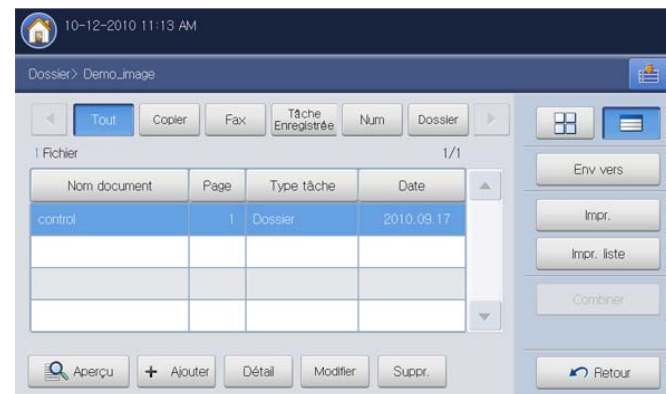 10-12-2010 11:13 AM
Dossier> Demo_image
Tout Copier Fax Tâche Enregistrée Num Dossier
1 Fichier 1/1
Nom document Page Type tâche Date
control 1 Dossier 2010.09.17
Env vers
Impr.
Impr. liste
Combiner
Aperçu + Ajouter Détail Modifier Suppr.
Retour